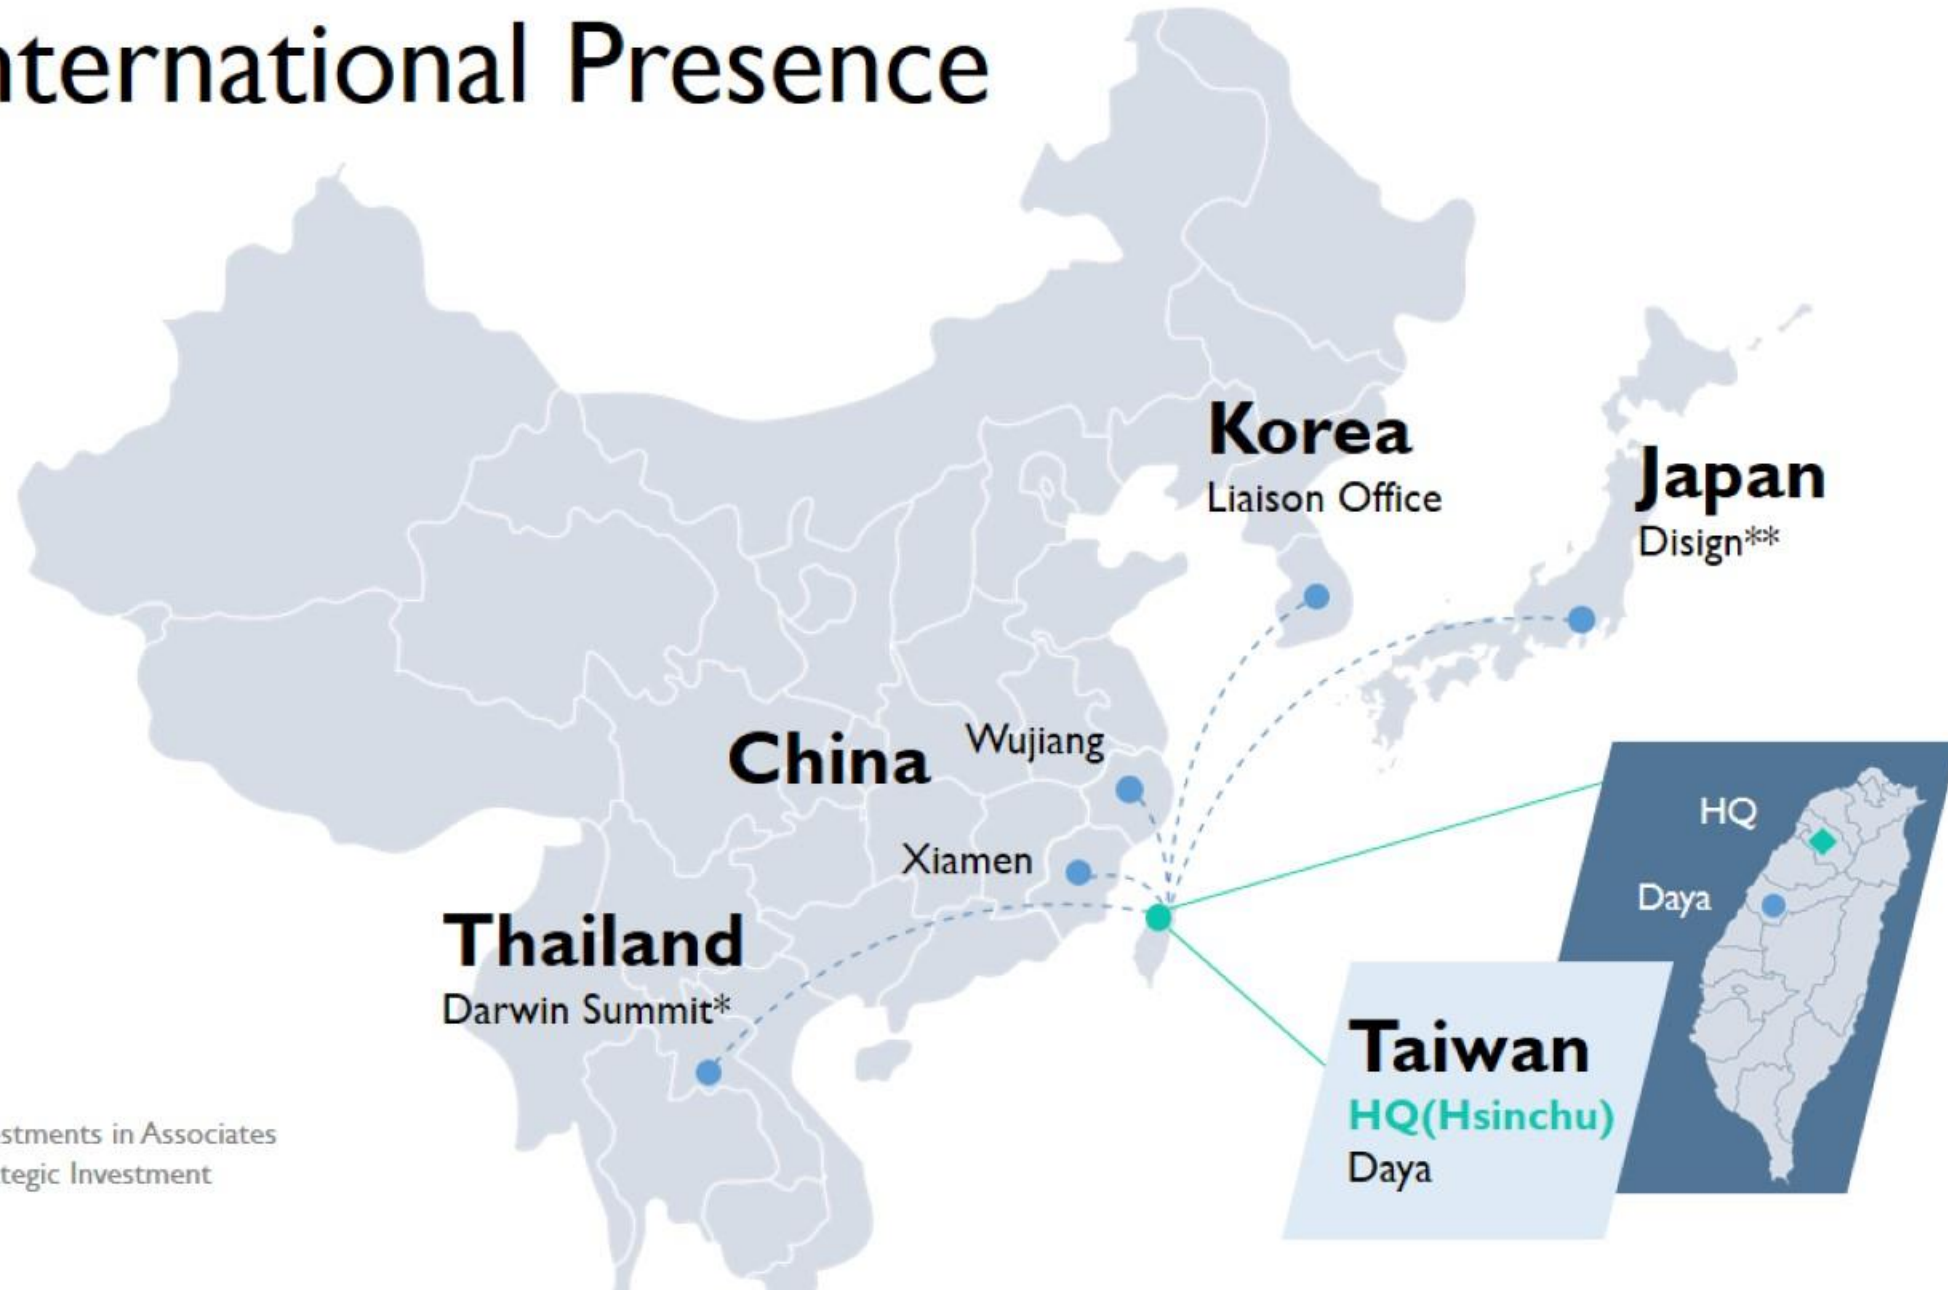 nternational Presence
Korea
Liaison Office
Japan
Disign**
China
Wujiang
Xiamen
Thailand
Darwin Summit*
HQ
Daya
Taiwan
HQ(Hsinchu)
Daya
stments in Associates
tegic Investment